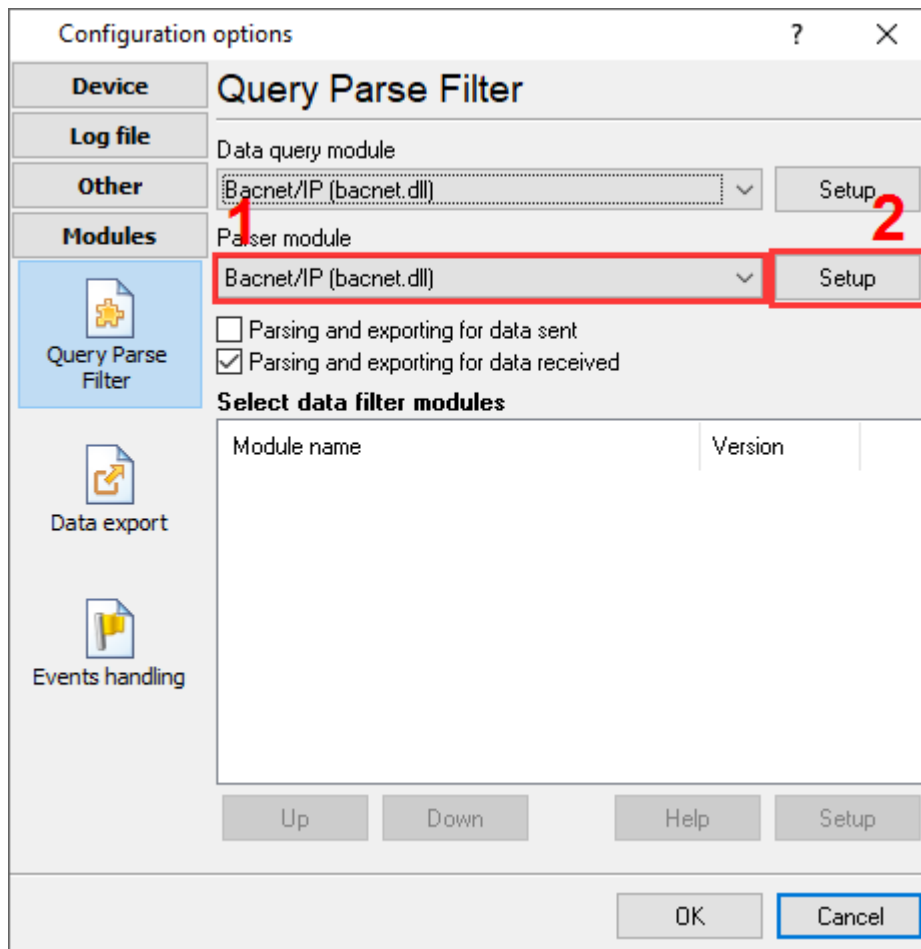 Configuration options
?
Device
Log file
Other
Modules
Query Parse
Filter
Data export
Events handling
Query Parse Filter
Data query module
Bacnet/IP (bacnet.dll)
Setup
1
2
Parser module
Bacnet/IP (bacnet.dll)
Setup
Parsing and exporting for data sent
Parsing and exporting for data received
Select data filter modules
Module name Version
Up Down Help Setup
OK Cancel